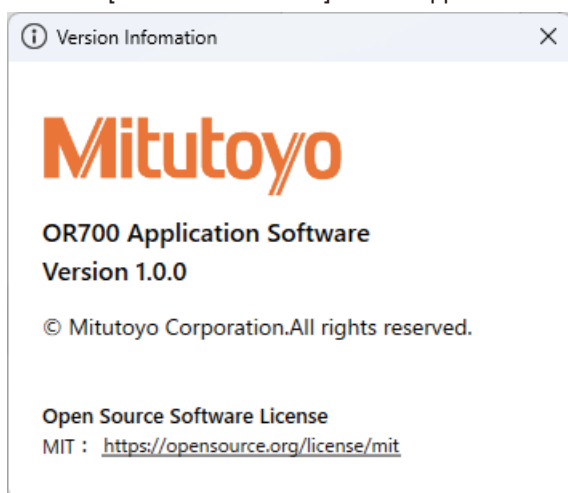 Version Infomation
Mitutoyo
OR700 Application Software
Version 1.0.0
© Mitutoyo Corporation.All rights reserved.
Open Source Software License
MIT : https://opensource.org/license/mit